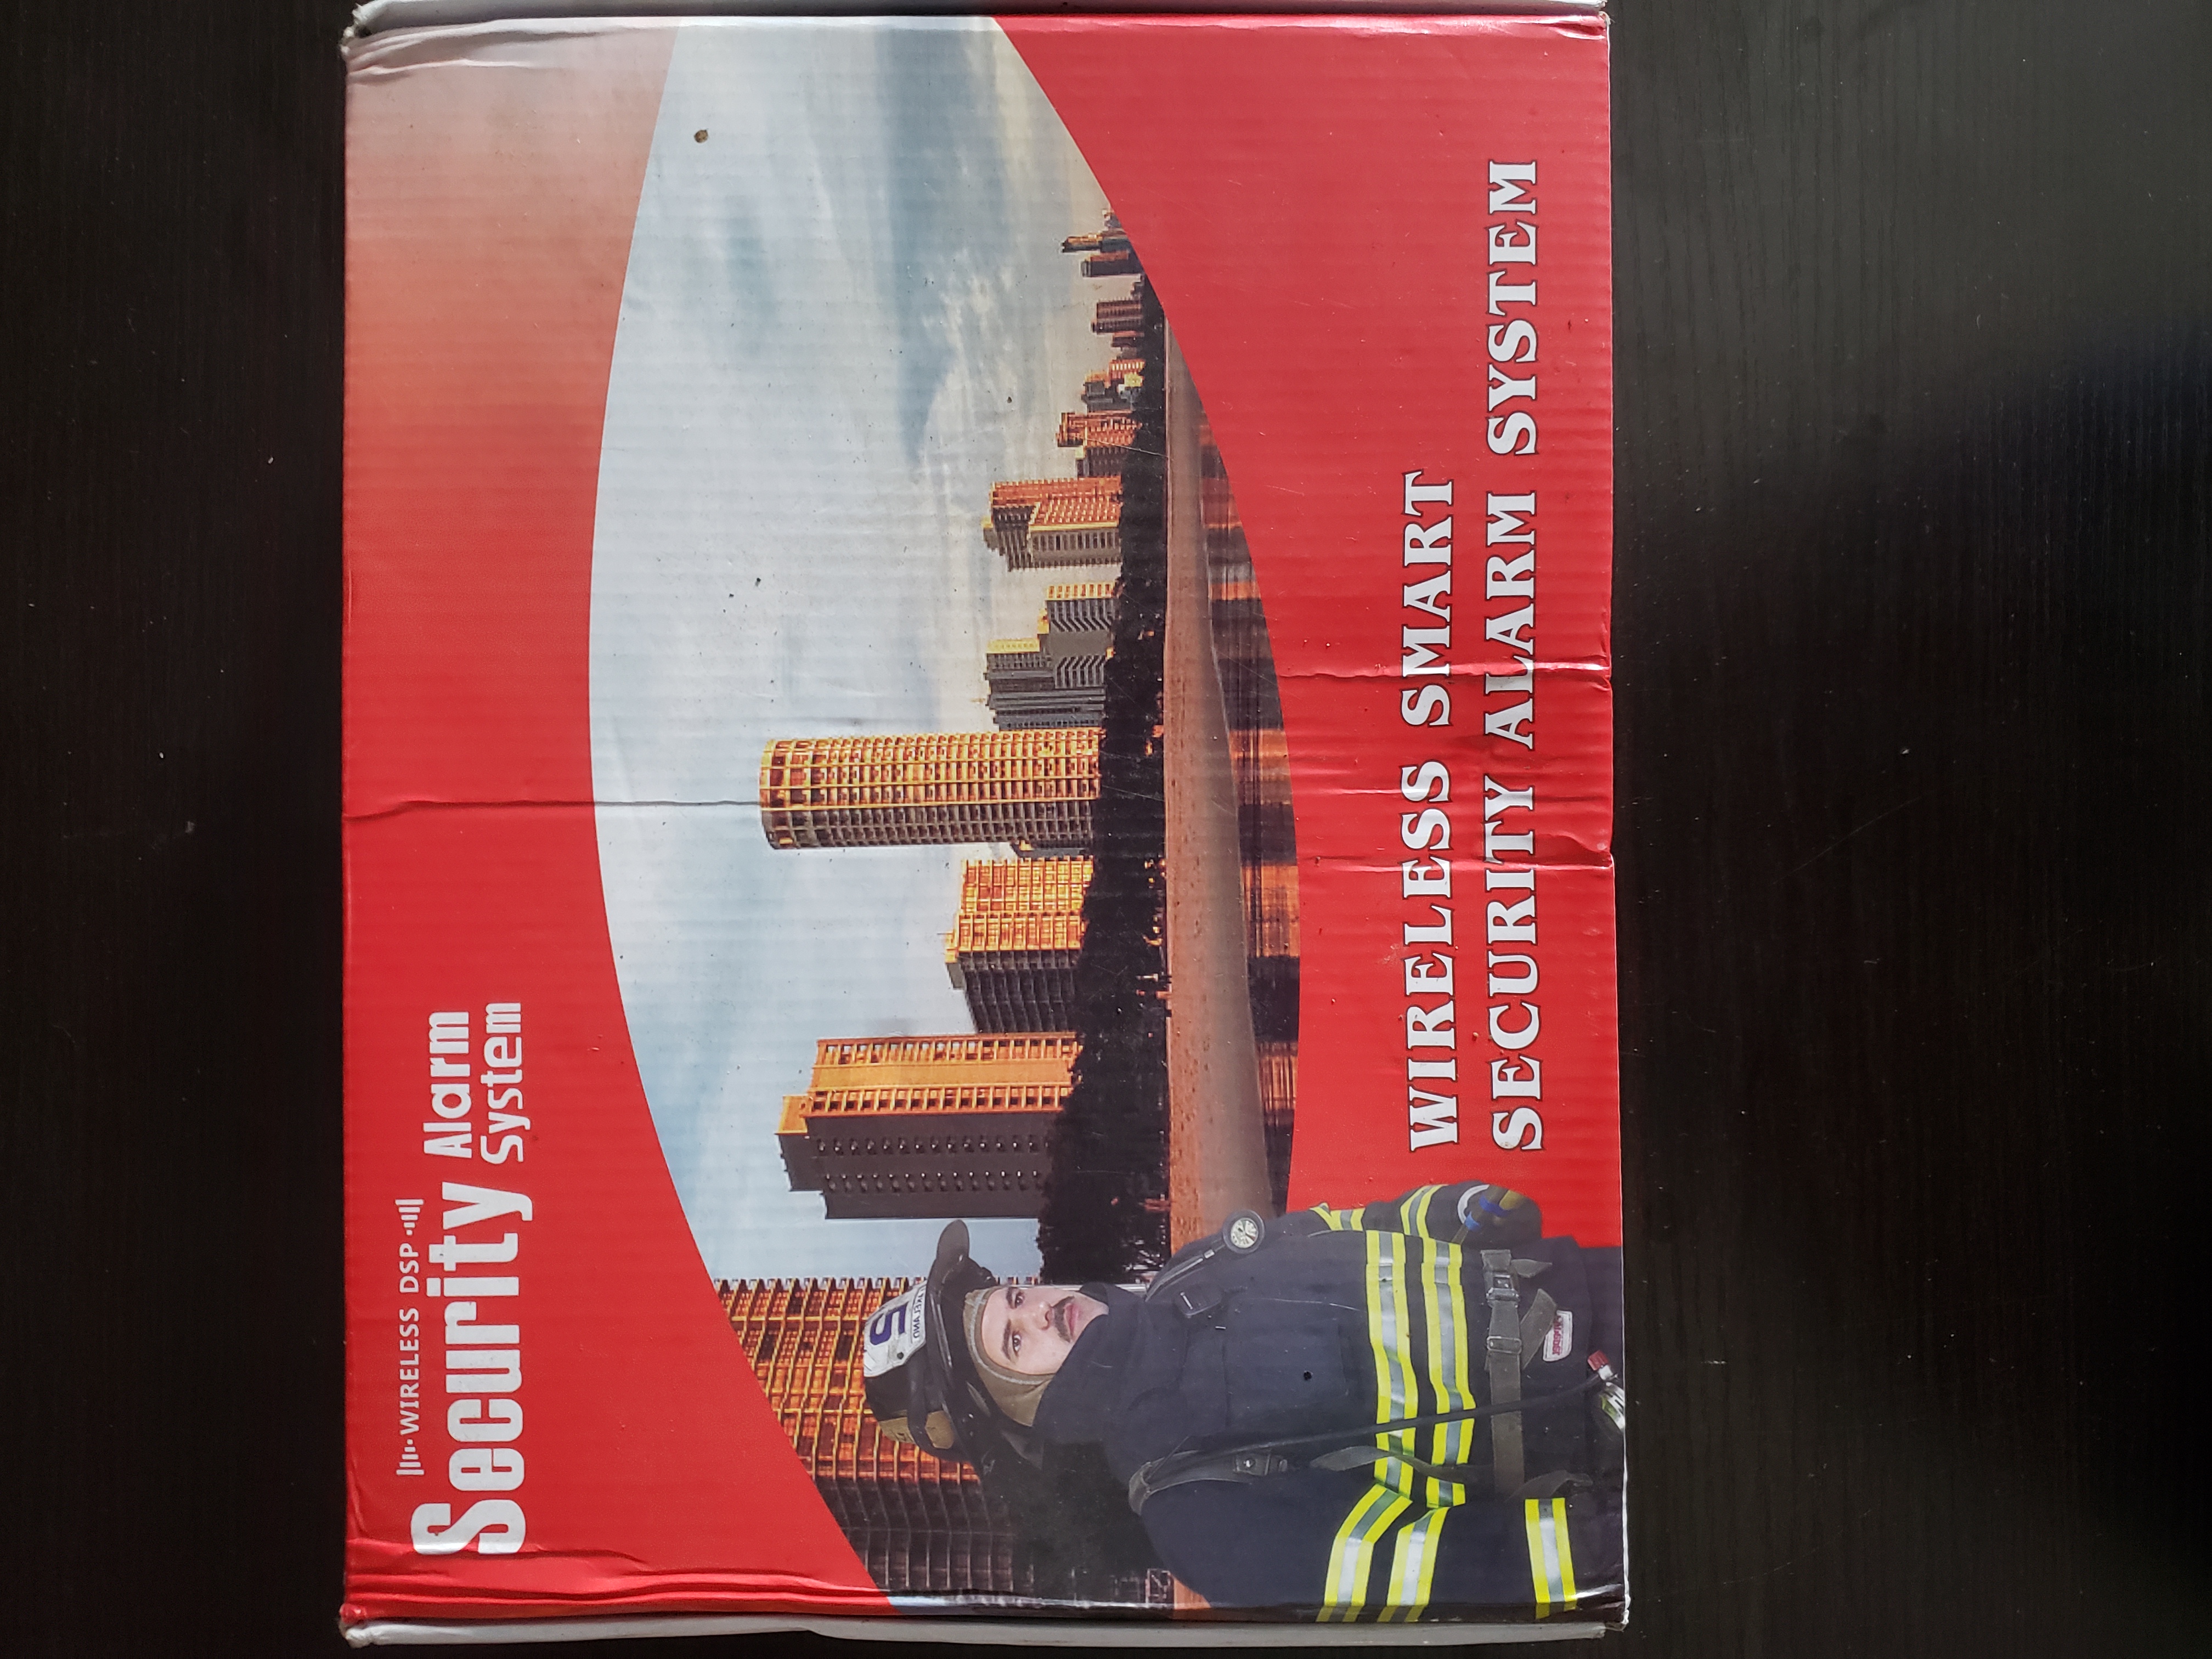 WIRELESS DSP
Security Alarm
System
WIRELESS SMART
SECURITY ALARM SYSTEM